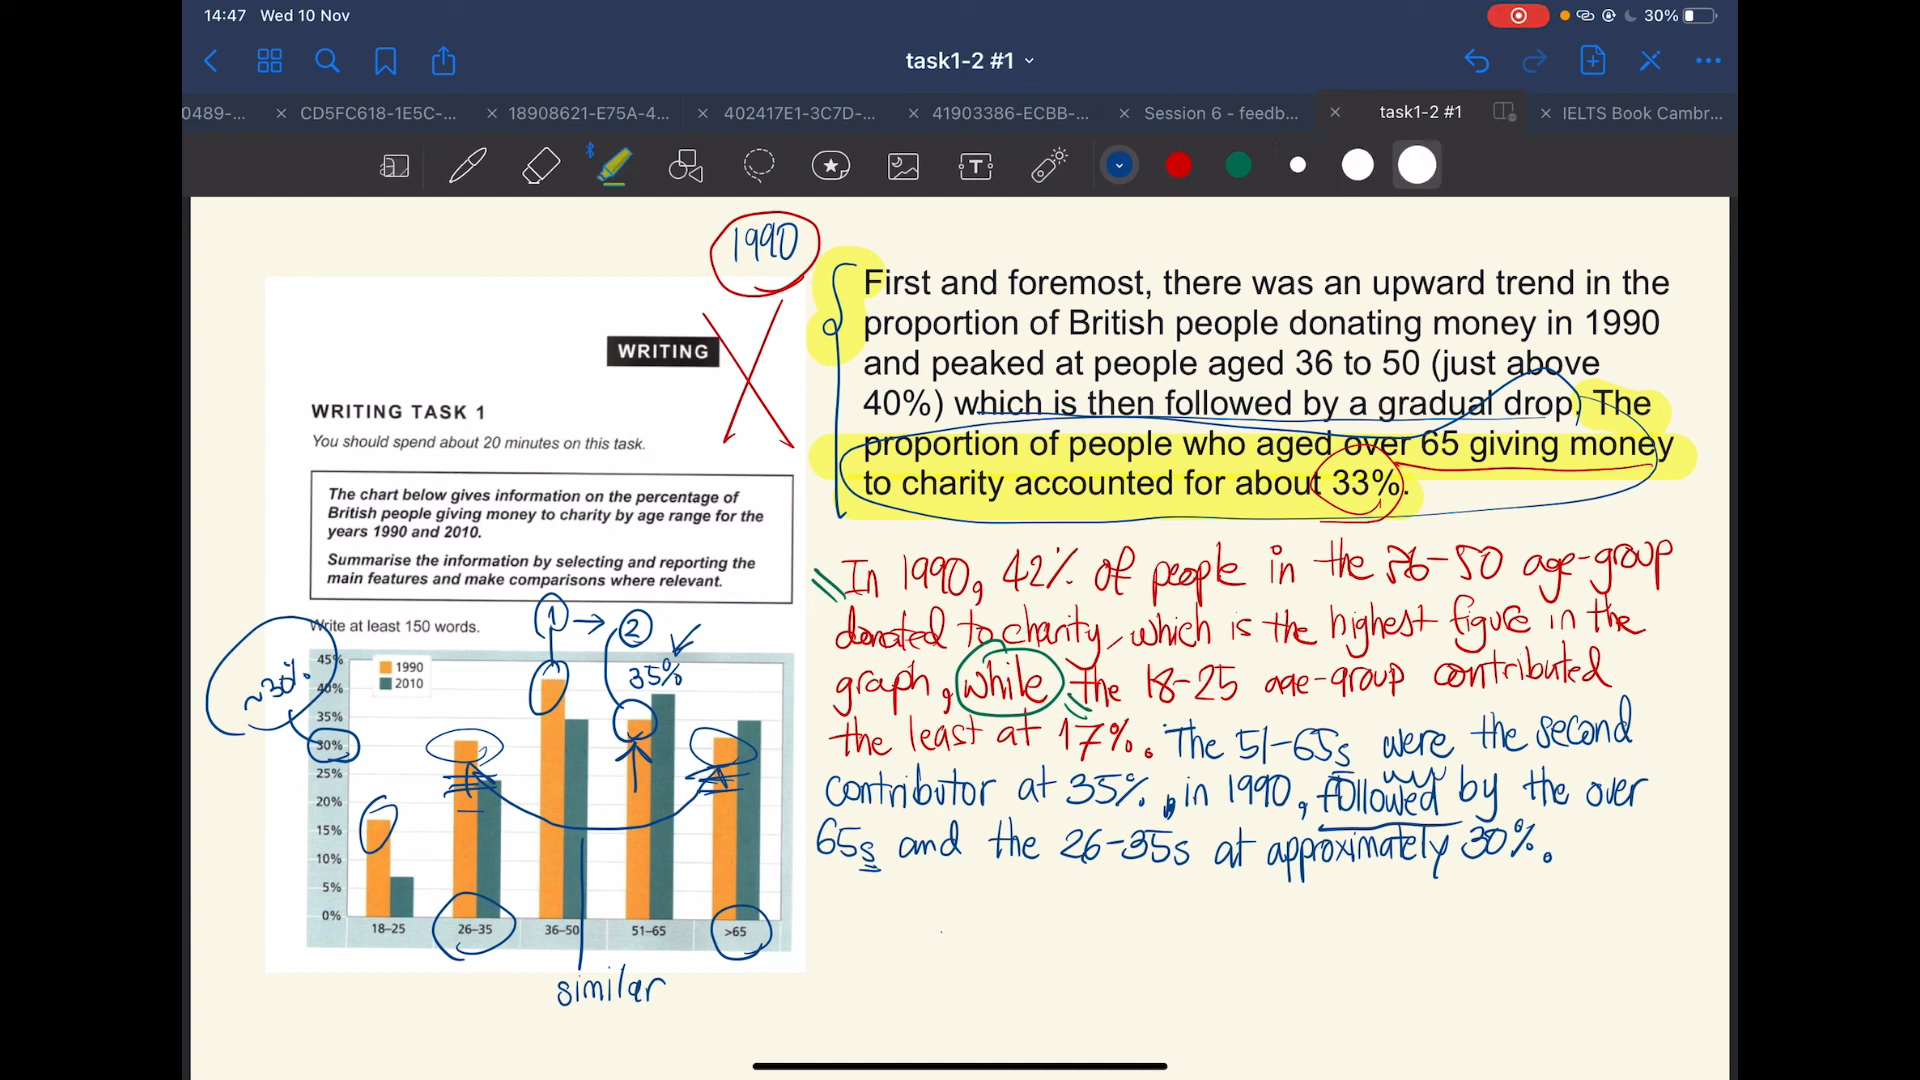 14:47 Wed 10 Nov
30%
task1-2 #1
0489-... CD5FC618-1E5C-... 18908621-E75A-4... 402417E1-3C7D-... 41903386-ECBB-... Session 6 - feedb... task1-2 #1 IELTS Book Cambr...
1990
WRITING
WRITING TASK 1
You should spend about 20 minutes on this task.
The chart below gives information on the percentage of
British people giving money to charity by age range for the
years 1990 and 2010.
Summarise the information by selecting and reporting the
main features and make comparisons where relevant.
Write at least 150 words.
1 → 2
35%
~30%
45%
40%
35%
30%
25%
20%
15%
10%
5%
0%
1990
2010
18–25 26–35 36–50 51–65 >65
similar
First and foremost, there was an upward trend in the
proportion of British people donating money in 1990
and peaked at people aged 36 to 50 (just above
40%) which is then followed by a gradual drop. The
proportion of people who aged over 65 giving money
to charity accounted for about 33%.
In 1990, 42% of people in the 36-50 age-group
donated to charity, which is the highest figure in the
graph, while the 18-25 age-group contributed
the least at 17%. The 51-65s were the second
contributor at 35% in 1990, followed by the over
65s and the 26-35s at approximately 30%.